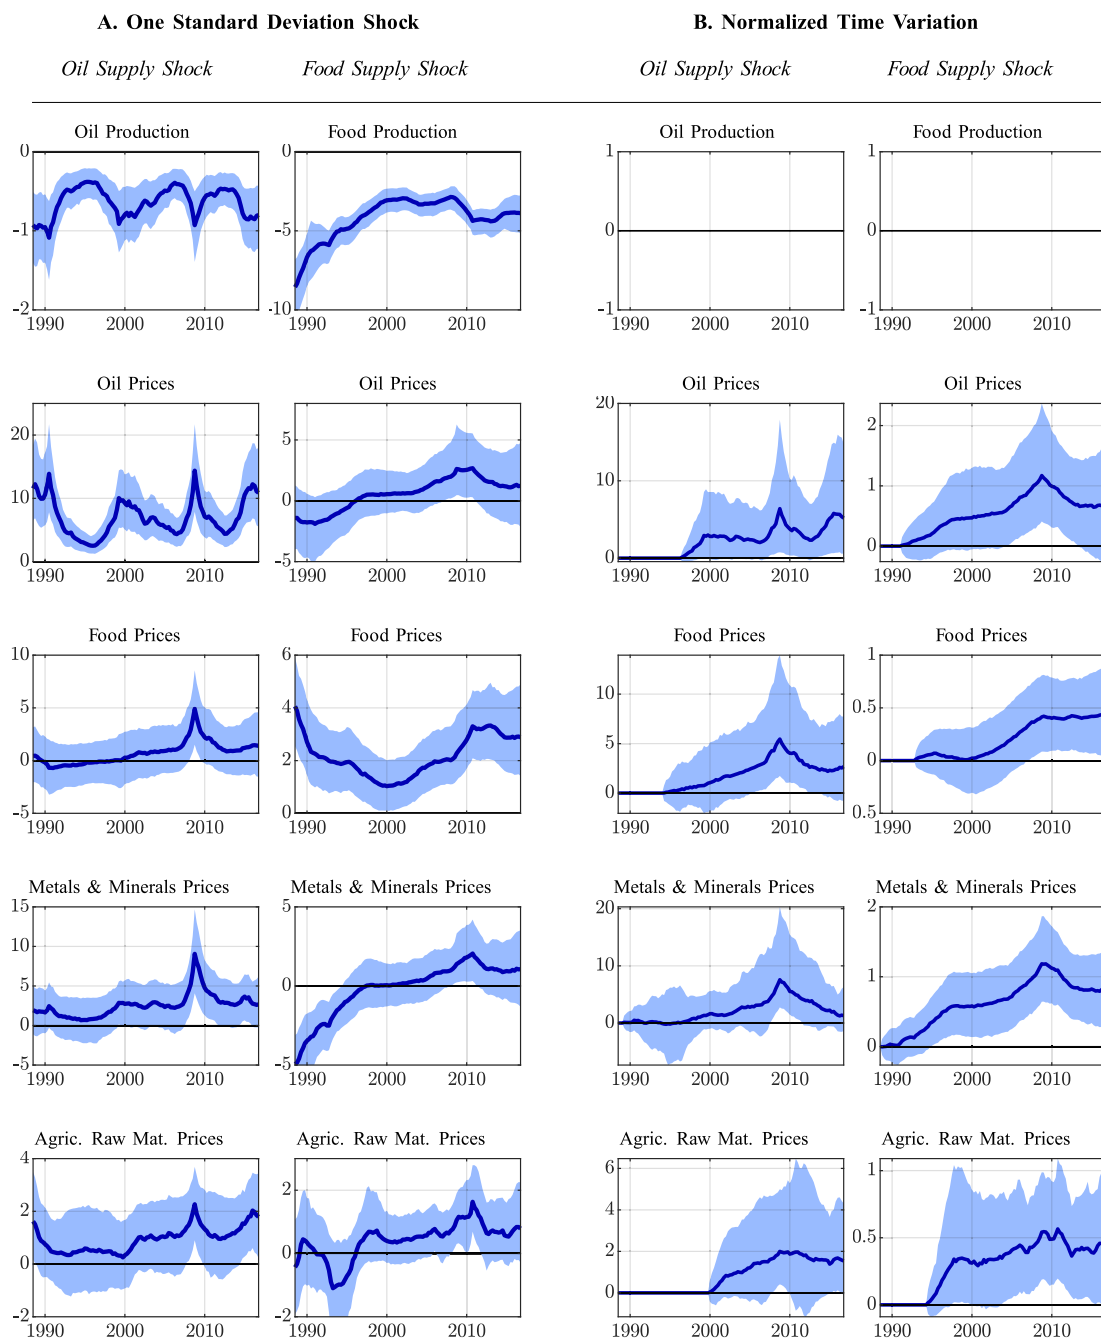 A. One Standard Deviation Shock B. Normalized Time Variation
Oil Supply Shock Food Supply Shock Oil Supply Shock Food Supply Shock
Oil Production Food Production Oil Production Food Production
0 0 1 1
-1 -5 0 0
-2 -10 -1 -1
1990 2000 2010 1990 2000 2010 1990 2000 2010 1990 2000 2010
Oil Prices Oil Prices Oil Prices Oil Prices
20 5 20 2
10 0 10 1
0 -5 0 0
1990 2000 2010 1990 2000 2010 1990 2000 2010 1990 2000 2010
Food Prices Food Prices Food Prices Food Prices
10 6 10 1
5 4 5 0.5
0 2 0 0
-5 0 0.5
1990 2000 2010 1990 2000 2010 1990 2000 2010 1990 2000 2010
Metals & Minerals Prices Metals & Minerals Prices Metals & Minerals Prices Metals & Minerals Prices
15 5 20 2
10 0 10 1
5 -5 0 0
0
-5
1990 2000 2010 1990 2000 2010 1990 2000 2010 1990 2000 2010
Agric. Raw Mat. Prices Agric. Raw Mat. Prices Agric. Raw Mat. Prices Agric. Raw Mat. Prices
4 2 6 1
2 0 4 0.5
0 -2 2 0
-2 0
1990 2000 2010 1990 2000 2010 1990 2000 2010 1990 2000 2010